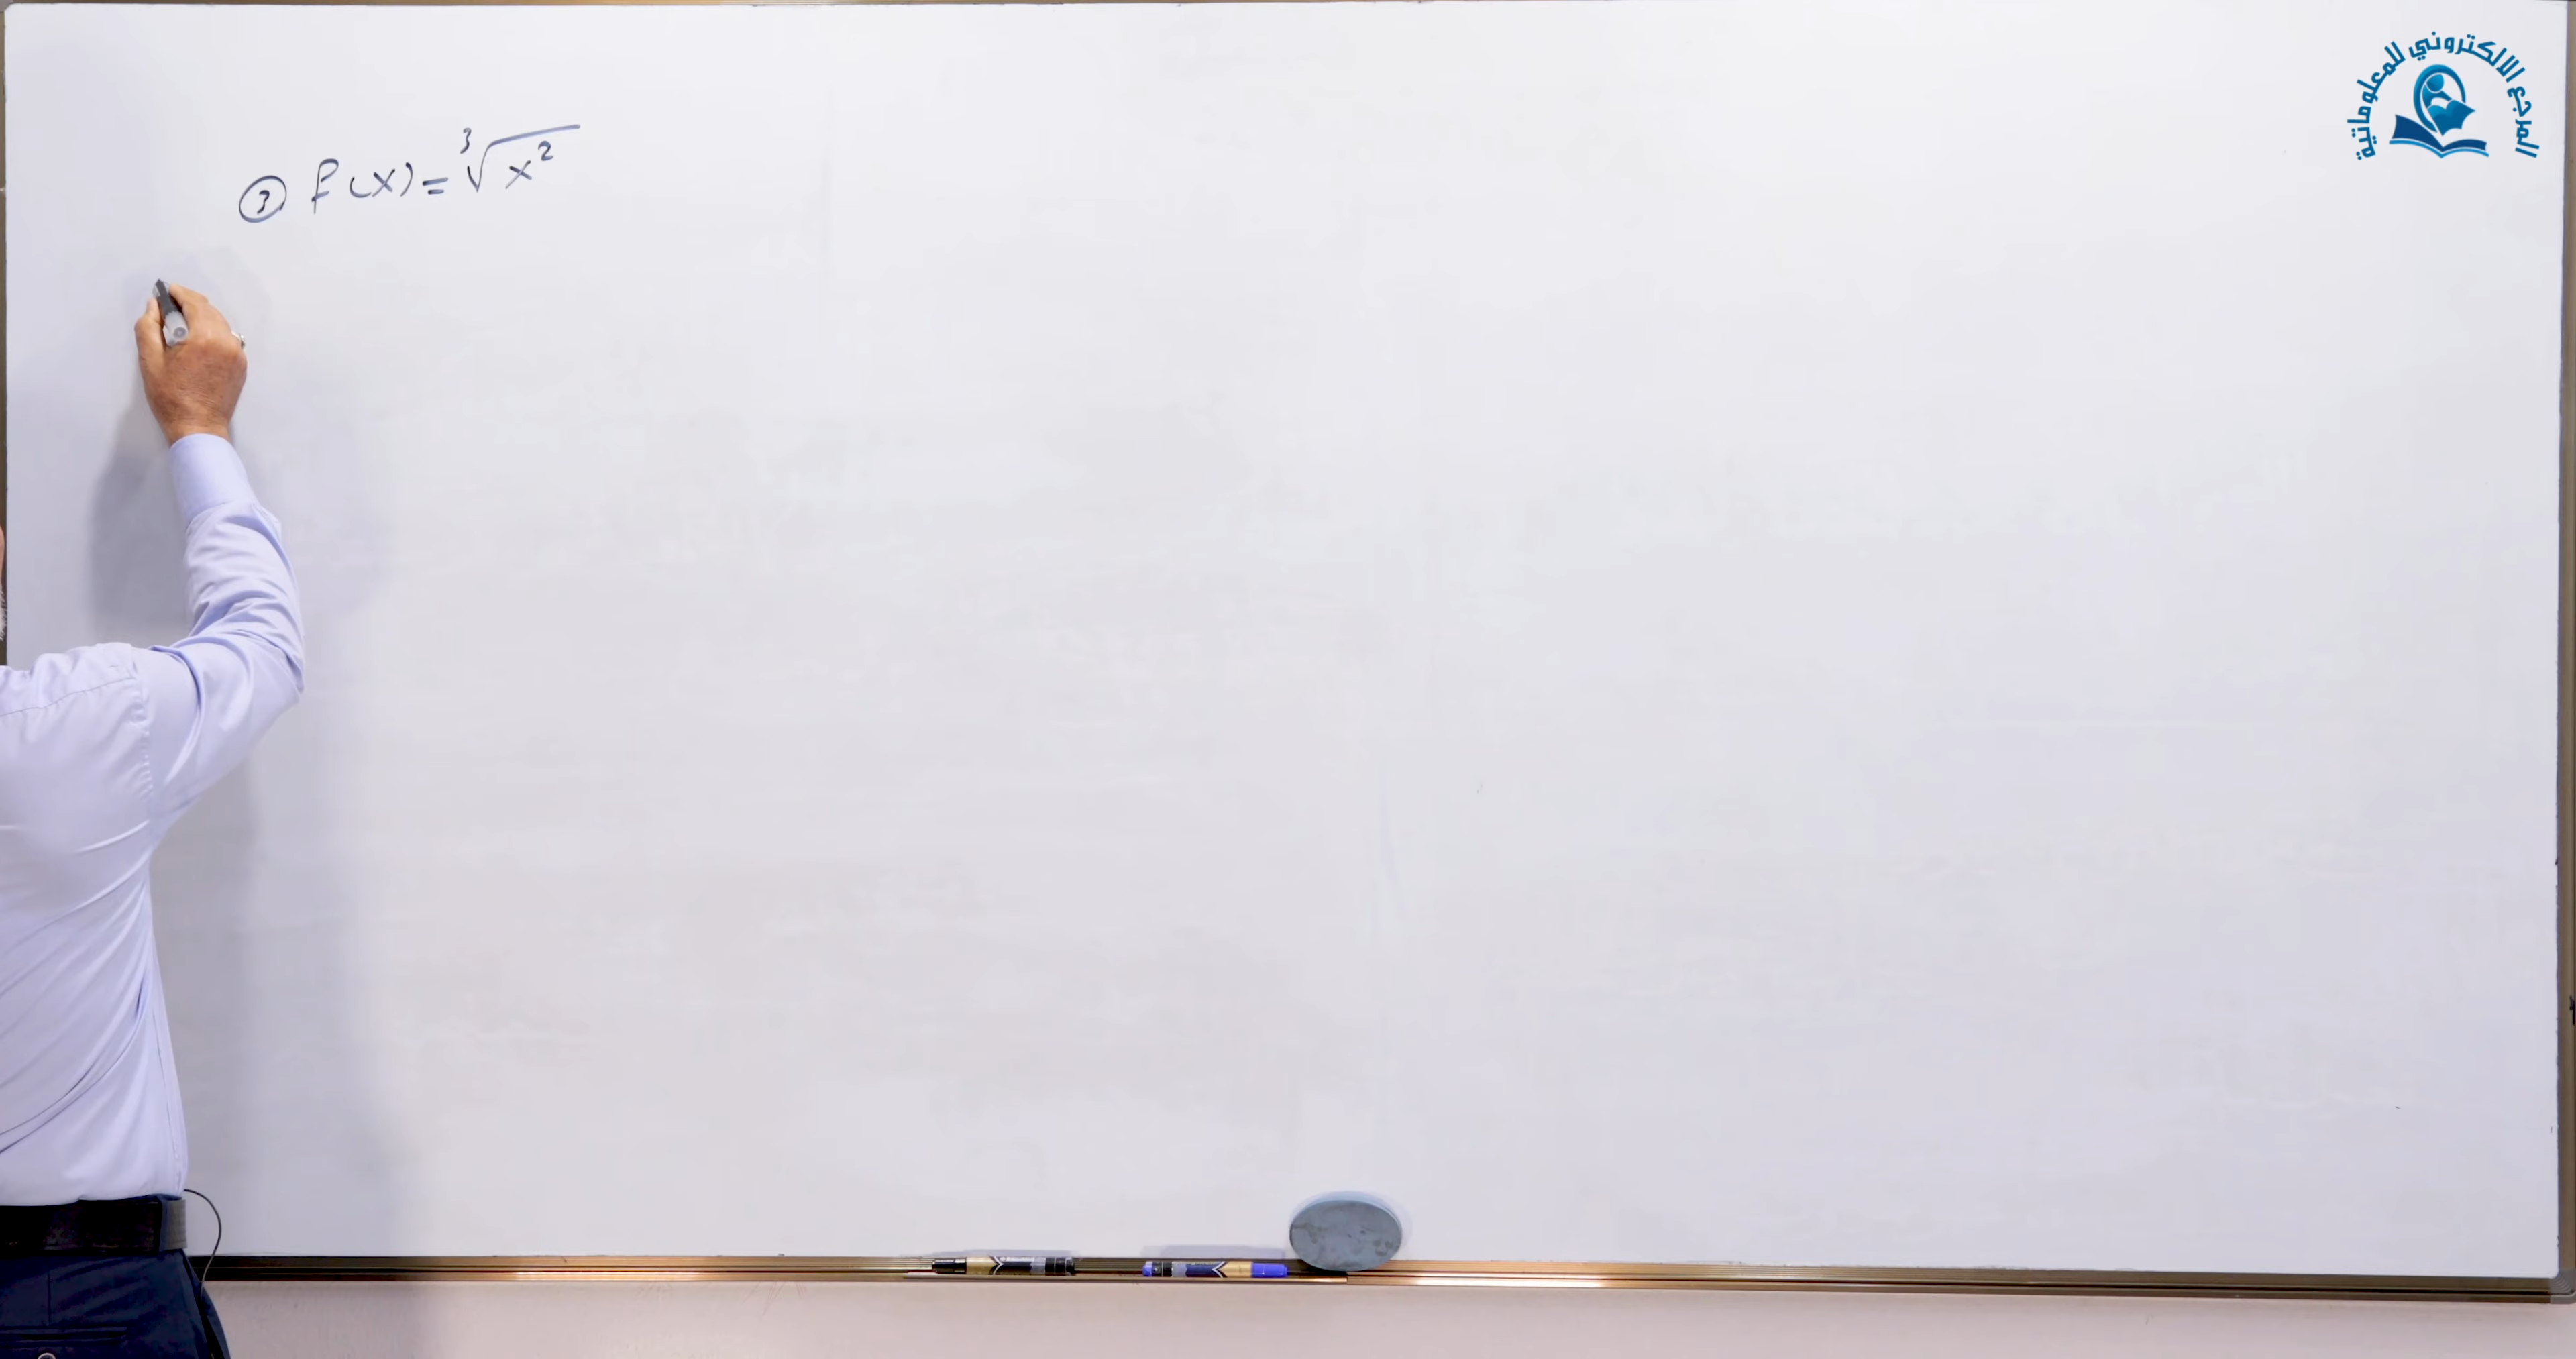 ③ f(x) = ∛x²
المرجع الالكتروني للمعلوماتية